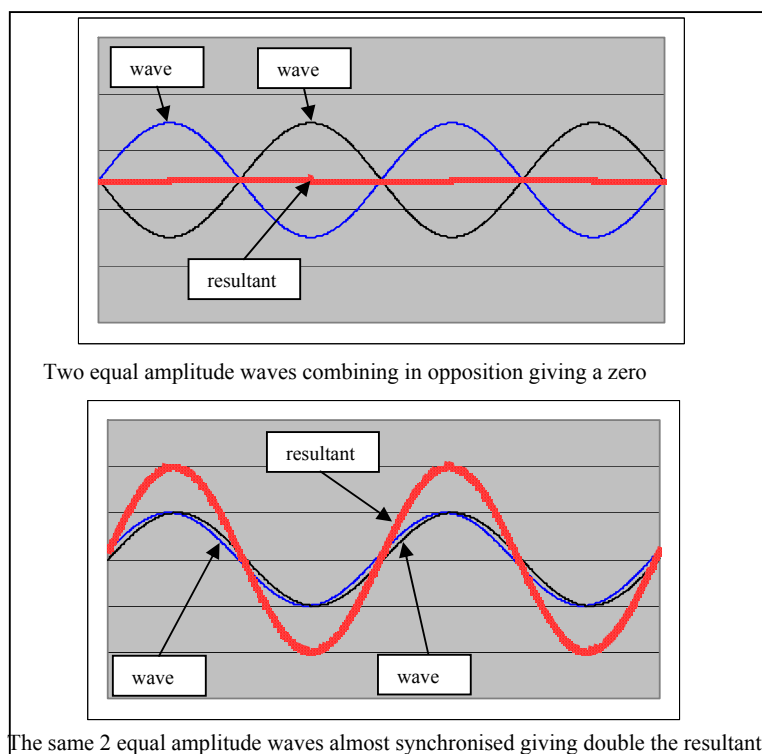 wave
wave
resultant
Two equal amplitude waves combining in opposition giving a zero
resultant
wave
wave
The same 2 equal amplitude waves almost synchronised giving double the resultant